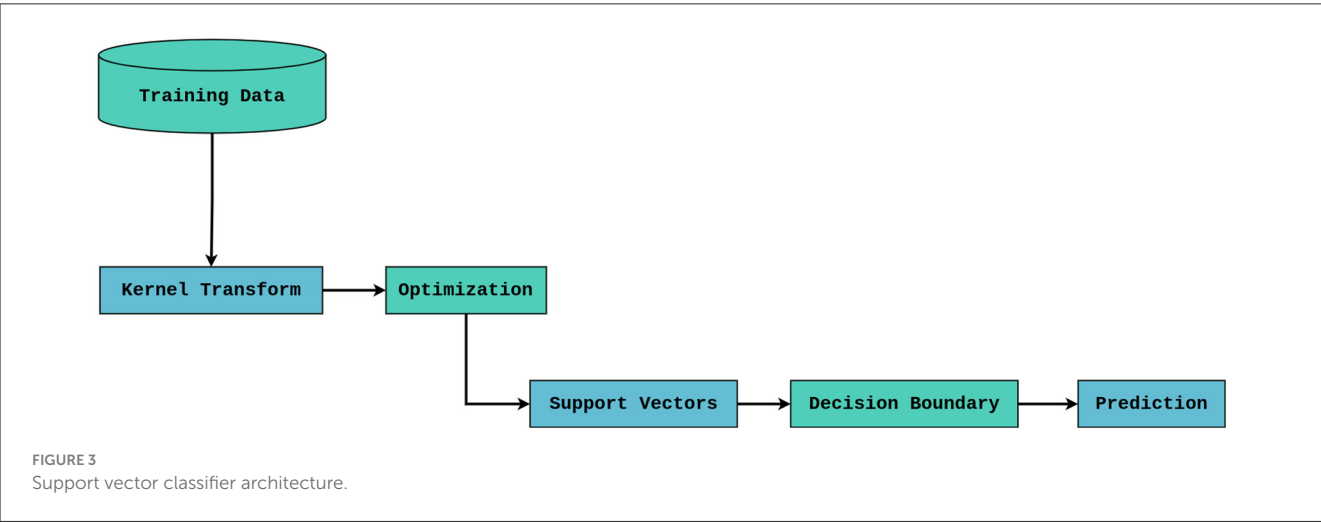 Training Data
Kernel Transform
Optimization
Support Vectors
Decision Boundary
Prediction
FIGURE 3
Support vector classifier architecture.